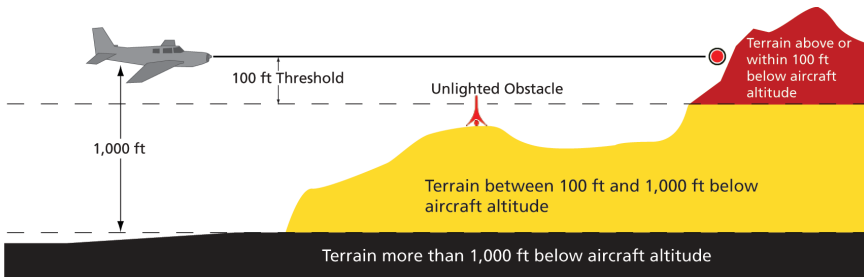 Terrain above or
within 100 ft
below aircraft
altitude
100 ft Threshold
Unlighted Obstacle
1,000 ft
Terrain between 100 ft and 1,000 ft below
aircraft altitude
Terrain more than 1,000 ft below aircraft altitude